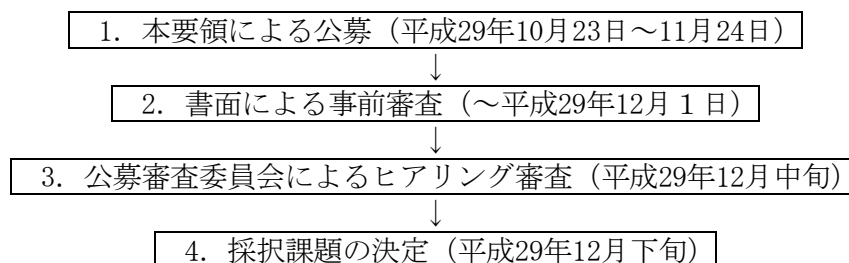 1. 本要領による公募（平成29年10月23日～11月24日）
↓
2. 書面による事前審査（～平成29年12月１日）
↓
3. 公募審査委員会によるヒアリング審査（平成29年12月中旬）
↓
4. 採択課題の決定（平成29年12月下旬）